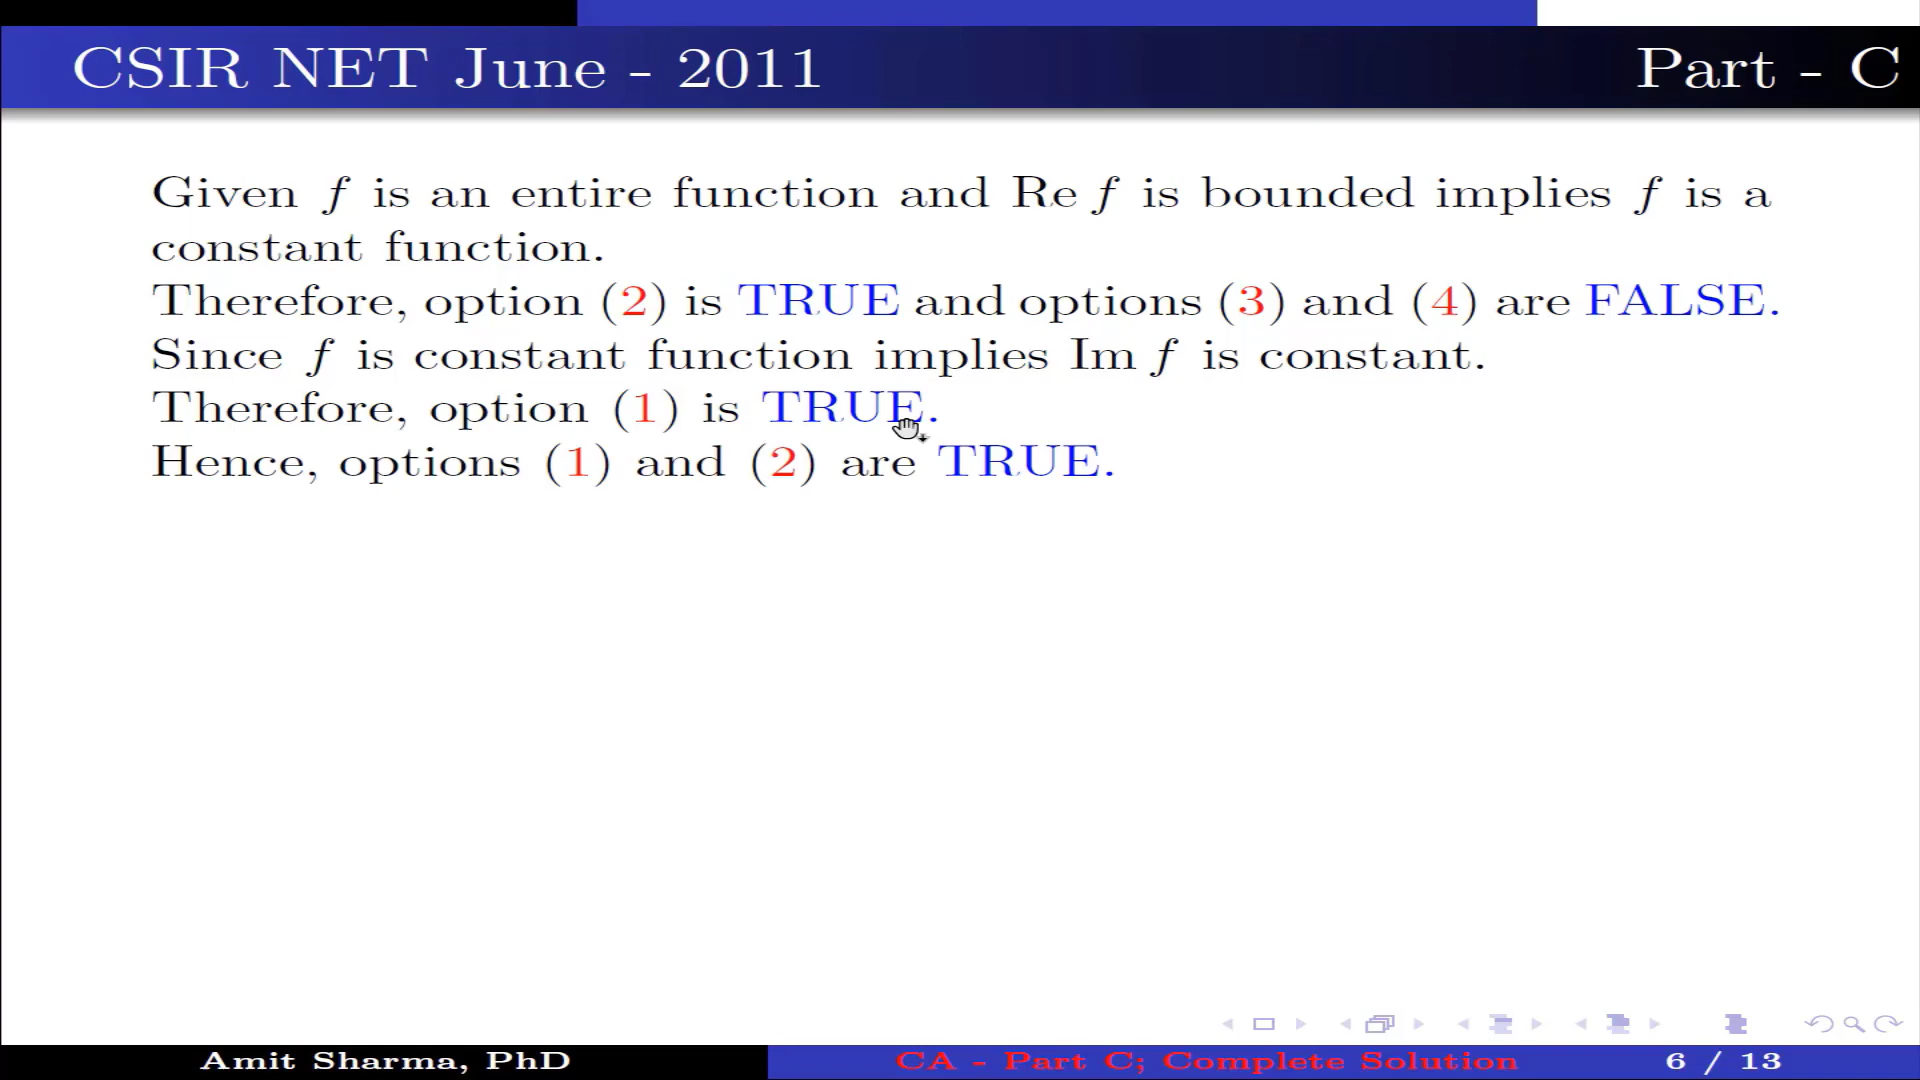 CSIR NET June - 2011 Part - C
Given f is an entire function and Re f is bounded implies f is a
constant function.
Therefore, option (2) is TRUE and options (3) and (4) are FALSE.
Since f is constant function implies Im f is constant.
Therefore, option (1) is TRUE.
Hence, options (1) and (2) are TRUE.
Amit Sharma, PhD CA - Part C; Complete Solution 6 / 13